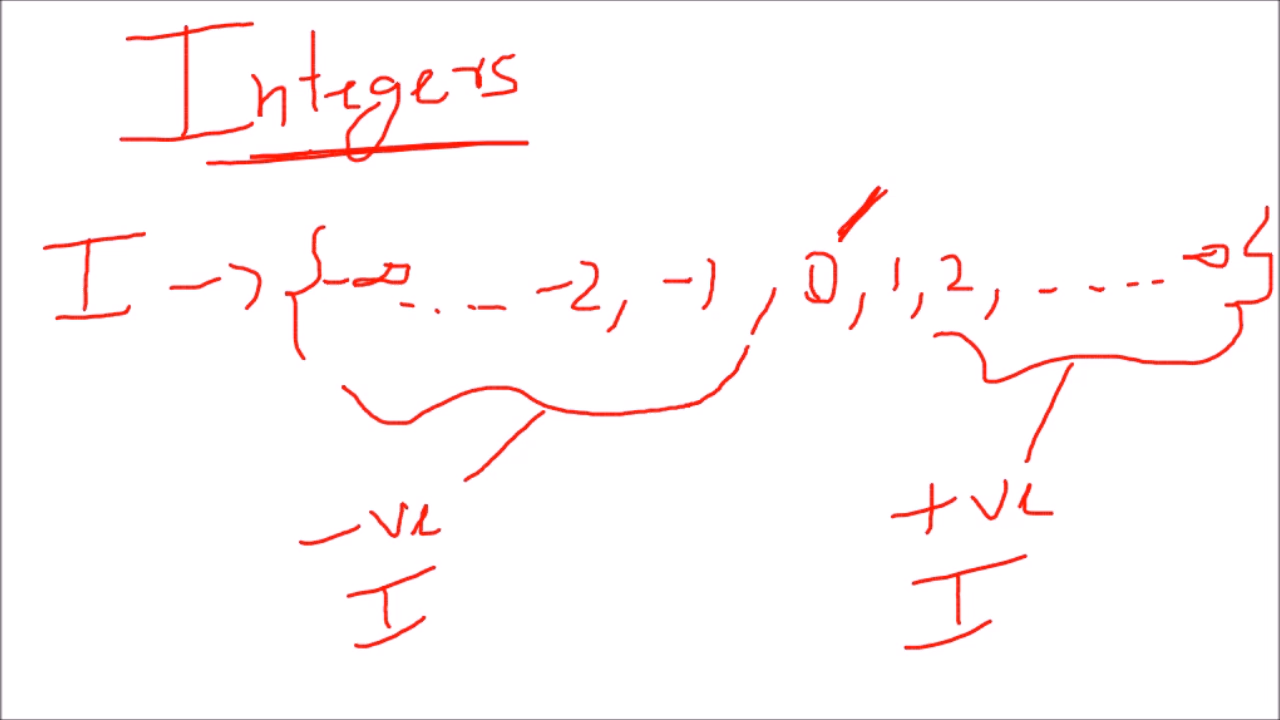 Integers
I → {-∞ ... -2, -1, 0, 1, 2, .... ∞}
-ve +ve
I I